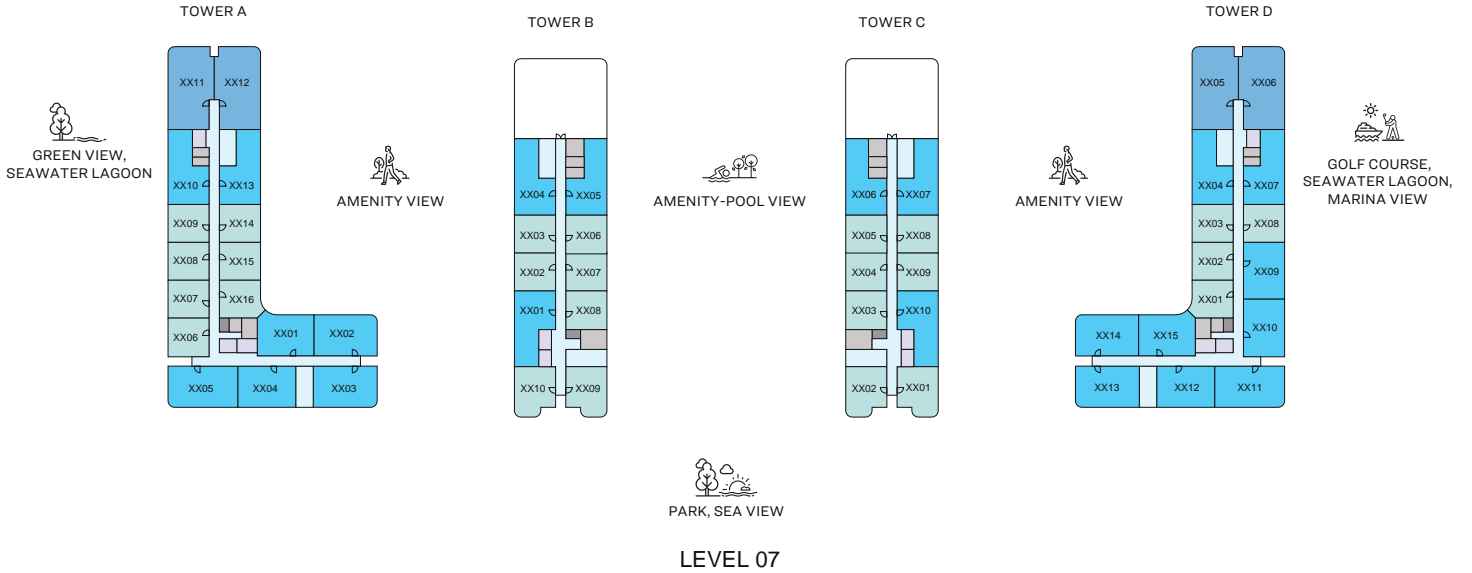 TOWER A
TOWER B
TOWER C
TOWER D
XX11 XX12
XX10 XX13
XX09 XX14
XX08 XX15
XX07 XX16
XX06
XX01 XX02
XX05 XX04 XX03
GREEN VIEW,
SEAWATER LAGOON
AMENITY VIEW
XX04 XX05
XX03 XX06
XX02 XX07
XX01 XX08
XX10 XX09
AMENITY-POOL VIEW
XX06 XX07
XX05 XX08
XX04 XX09
XX03 XX10
XX02 XX01
AMENITY VIEW
XX05 XX06
XX04 XX07
XX03 XX08
XX02 XX09
XX01
XX10
XX14 XX15
XX13 XX12 XX11
GOLF COURSE,
SEAWATER LAGOON,
MARINA VIEW
PARK, SEA VIEW
LEVEL 07